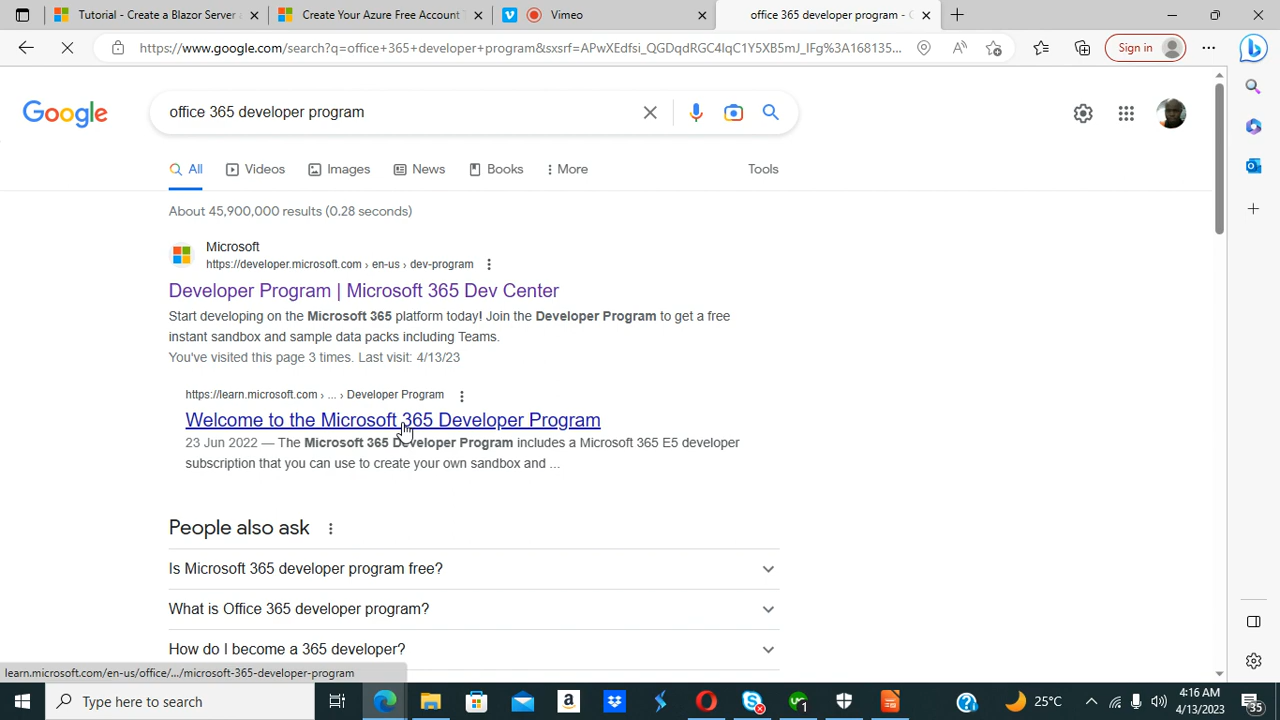 Tutorial - Create a Blazor Server a
Create Your Azure Free Account T
Vimeo
office 365 developer program - G
https://www.google.com/search?q=office+365+developer+program&sxsrf=APwXEdfsi_QGDqdRGC4IqC1Y5XB5mJ_IFg%3A168135...
Sign in
Google
office 365 developer program
All
Videos
Images
News
Books
More
Tools
About 45,900,000 results (0.28 seconds)
Microsoft
https://developer.microsoft.com › en-us › dev-program
Developer Program | Microsoft 365 Dev Center
Start developing on the Microsoft 365 platform today! Join the Developer Program to get a free
instant sandbox and sample data packs including Teams.
You've visited this page 3 times. Last visit: 4/13/23
https://learn.microsoft.com › ... › Developer Program
Welcome to the Microsoft 365 Developer Program
23 Jun 2022 — The Microsoft 365 Developer Program includes a Microsoft 365 E5 developer
subscription that you can use to create your own sandbox and ...
People also ask
Is Microsoft 365 developer program free?
What is Office 365 developer program?
How do I become a 365 developer?
learn.microsoft.com/en-us/office/.../microsoft-365-developer-program
Type here to search
25°C
4:16 AM
4/13/2023
35